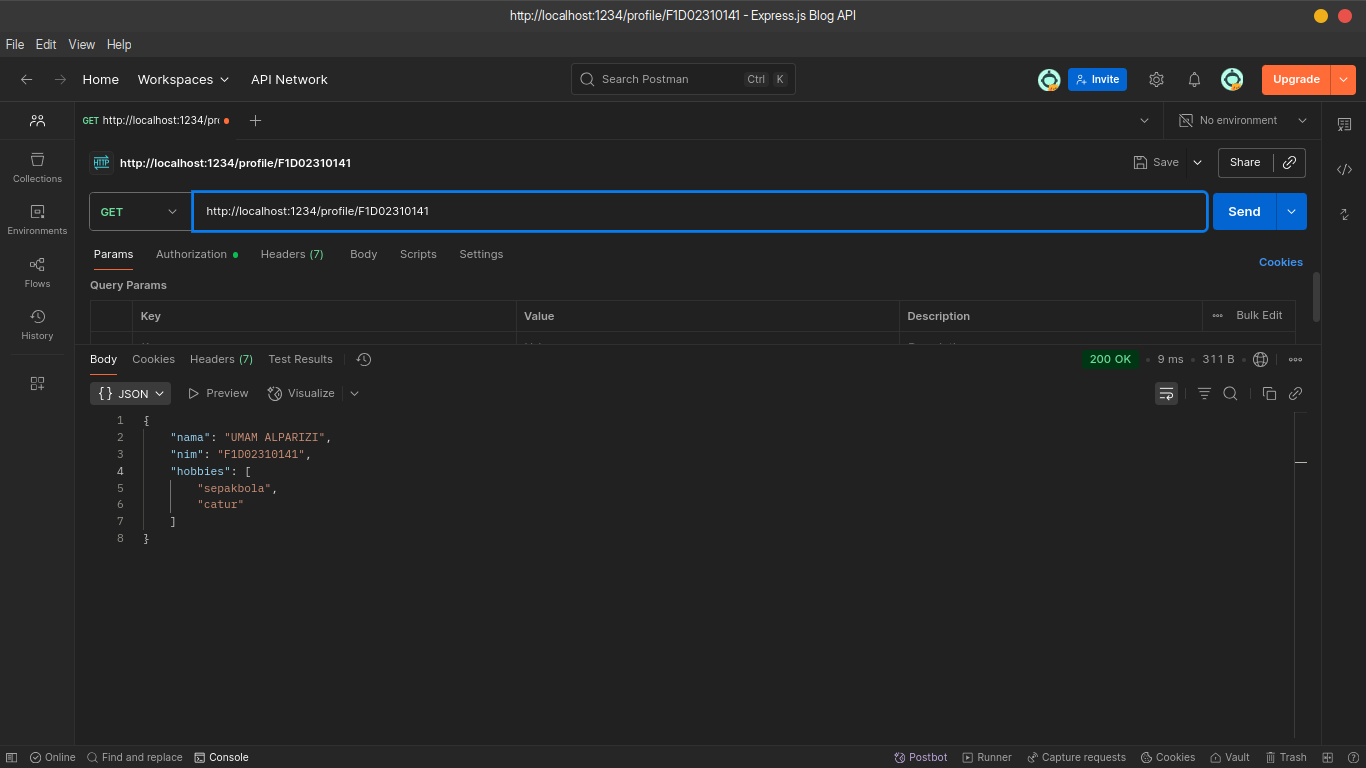 http://localhost:1234/profile/F1D02310141 - Express.js Blog API
File Edit View Help
Home Workspaces API Network Search Postman Ctrl K Invite Upgrade
GET http://localhost:1234/pro No environment
HTTP http://localhost:1234/profile/F1D02310141 Save Share
GET http://localhost:1234/profile/F1D02310141 Send
Collections
Environments
Flows
History
Params Authorization Headers (7) Body Scripts Settings Cookies
Query Params
Key Value Description Bulk Edit
Body Cookies Headers (7) Test Results 200 OK 9 ms 311 B
{} JSON Preview Visualize
1 {
2 "nama": "UMAM ALPARIZI",
3 "nim": "F1D02310141",
4 "hobbies": [
5 "sepakbola",
6 "catur"
7 ]
8 }
Online Find and replace Console Postbot Runner Capture requests Cookies Vault Trash